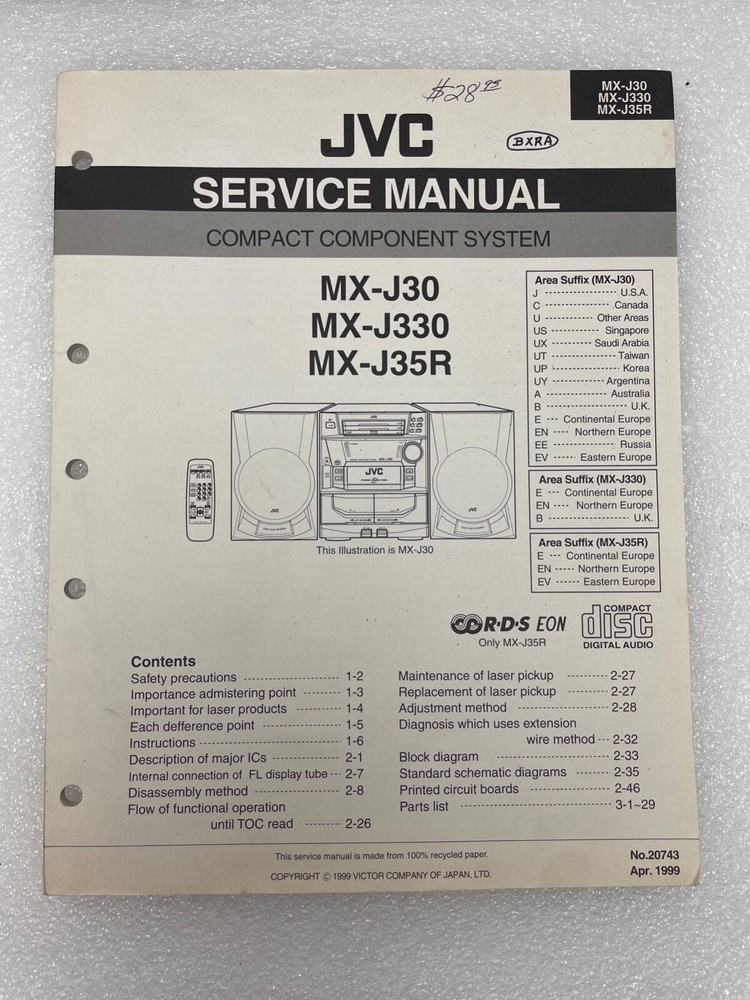 $28.95
MX-J30
MX-J330
MX-J35R
JVC
BXRA
SERVICE MANUAL
COMPACT COMPONENT SYSTEM
MX-J30
MX-J330
MX-J35R
Area Suffix (MX-J30)
J ---------------- U.S.A.
C ---------------- Canada
U ----------- Other Areas
US ----------- Singapore
UX -------- Saudi Arabia
UT -------------- Taiwan
UP --------------- Korea
UY ----------- Argentina
A ------------- Australia
B ------------------ U.K.
E ---- Continental Europe
EN ---- Northern Europe
EE -------------- Russia
EV ----- Eastern Europe
Area Suffix (MX-J330)
E --- Continental Europe
EN ---- Northern Europe
B ------------------ U.K.
Area Suffix (MX-J35R)
E --- Continental Europe
EN ----- Northern Europe
EV ------ Eastern Europe
JVC
JVC
JVC
JVC
JVC
This Illustration is MX-J30
R·D·S EON
Only MX-J35R
COMPACT
disc
DIGITAL AUDIO
Contents
Safety precautions ---------------- 1-2
Importance admistering point -------- 1-3
Important for laser products --------- 1-4
Each defference point -------------- 1-5
Instructions ------------------------ 1-6
Description of major ICs ------------ 2-1
Internal connection of FL display tube --- 2-7
Disassembly method --------------- 2-8
Flow of functional operation
until TOC read -------- 2-26
Maintenance of laser pickup --------- 2-27
Replacement of laser pickup --------- 2-27
Adjustment method ---------------- 2-28
Diagnosis which uses extension
wire method --- 2-32
Block diagram -------------------- 2-33
Standard schematic diagrams ------- 2-35
Printed circuit boards -------------- 2-46
Parts list ------------------------ 3-1~29
This service manual is made from 100% recycled paper.
COPYRIGHT © 1999 VICTOR COMPANY OF JAPAN, LTD.
No.20743
Apr. 1999